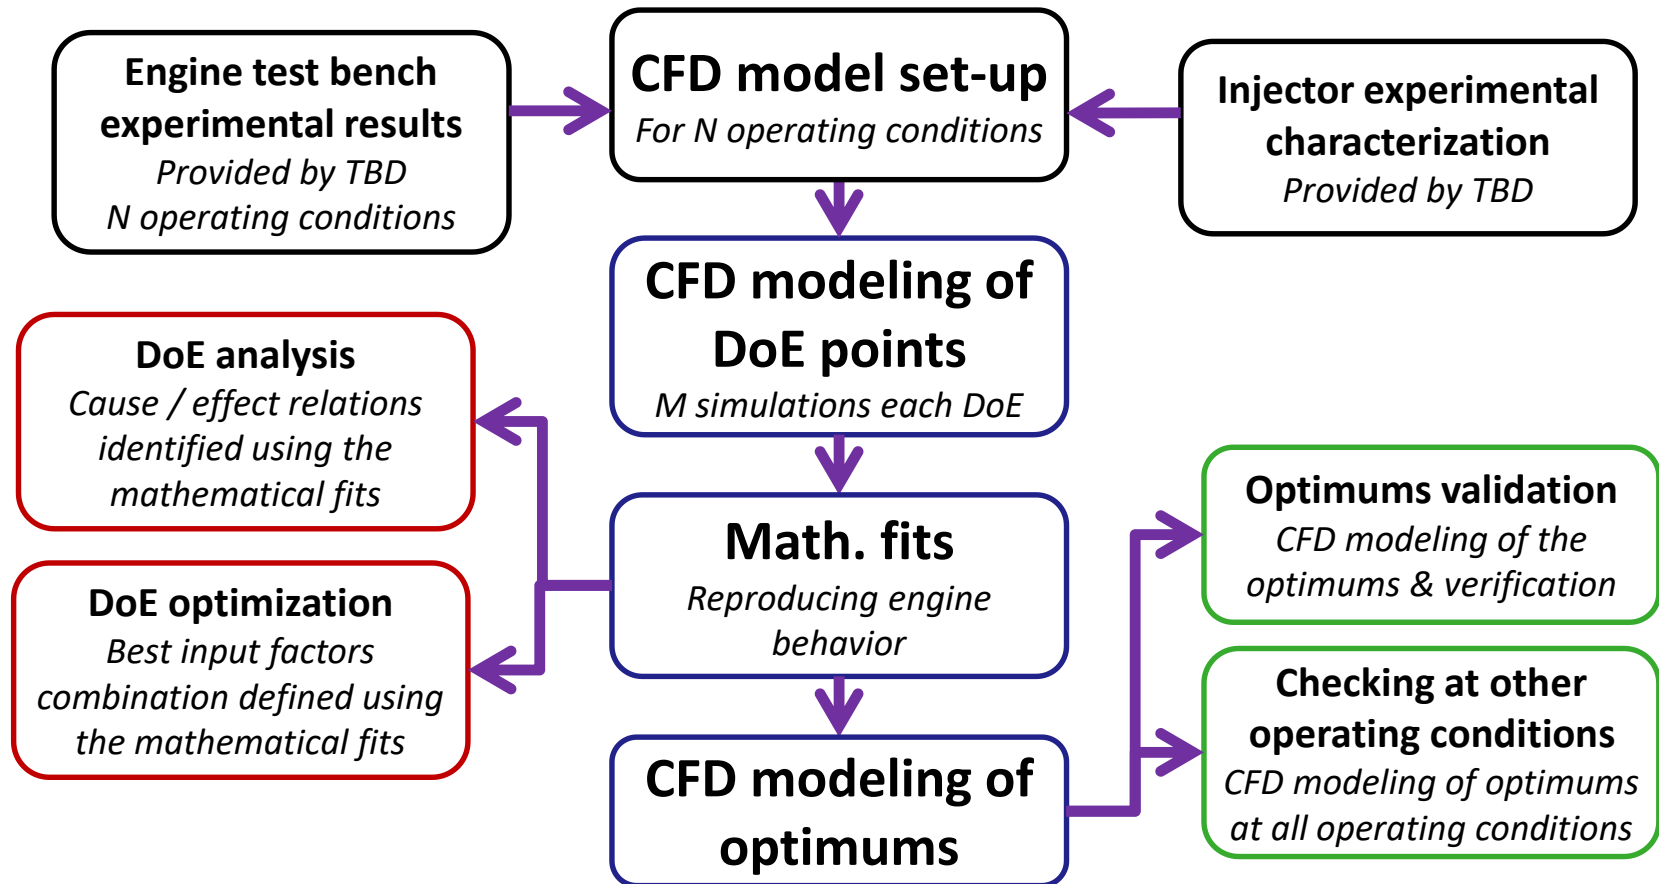 Engine test bench
experimental results
Provided by TBD
N operating conditions
CFD model set-up
For N operating conditions
Injector experimental
characterization
Provided by TBD
CFD modeling of
DoE points
M simulations each DoE
DoE analysis
Cause / effect relations
identified using the
mathematical fits
DoE optimization
Best input factors
combination defined using
the mathematical fits
Math. fits
Reproducing engine
behavior
CFD modeling of
optimums
Optimums validation
CFD modeling of the
optimums & verification
Checking at other
operating conditions
CFD modeling of optimums
at all operating conditions